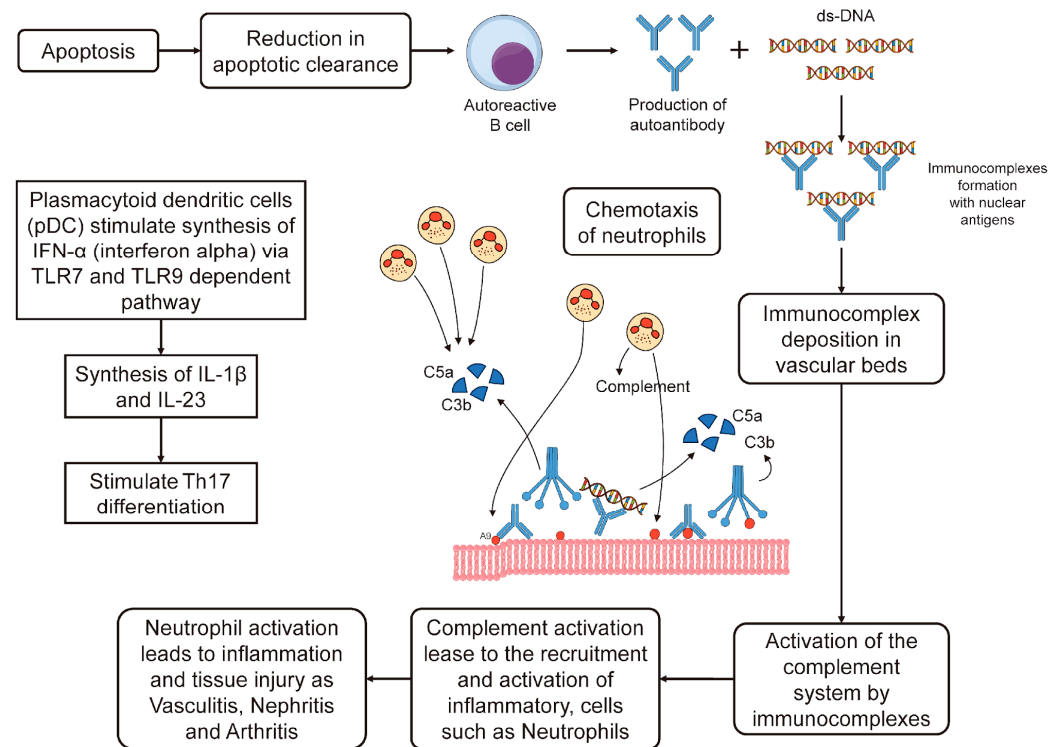 Apoptosis
Reduction in
apoptotic clearance
Autoreactive
B cell
Production of
autoantibody
+
ds-DNA
Immunocomplexes
formation
with nuclear
antigens
Plasmacytoid dendritic cells
(pDC) stimulate synthesis of
IFN-α (interferon alpha) via
TLR7 and TLR9 dependent
pathway
Synthesis of IL-1β
and IL-23
Stimulate Th17
differentiation
Chemotaxis
of neutrophils
C5a
C3b
Complement
C5a
C3b
A9
Immunocomplex
deposition in
vascular beds
Activation of the
complement
system by
immunocomplexes
Complement activation
lease to the recruitment
and activation of
inflammatory, cells
such as Neutrophils
Neutrophil activation
leads to inflammation
and tissue injury as
Vasculitis, Nephritis
and Arthritis